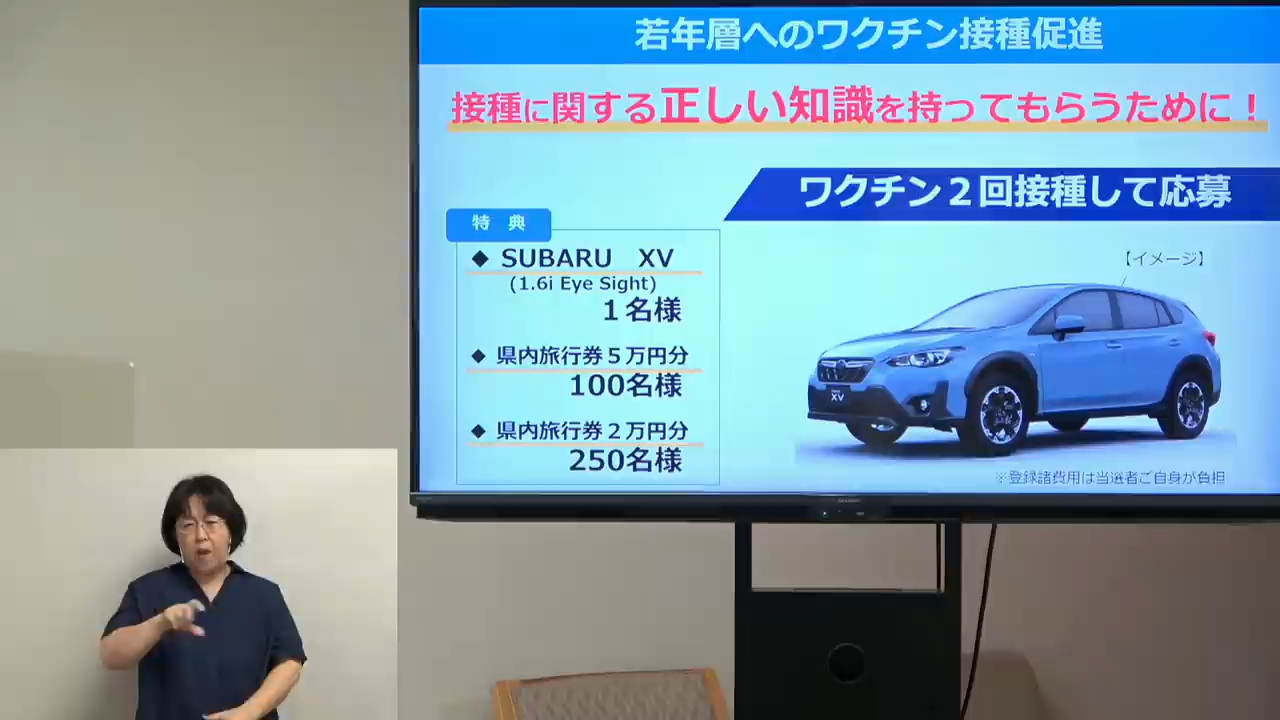 若年層へのワクチン接種促進
接種に関する正しい知識を持ってもらうために！
ワクチン２回接種して応募
特　典
◆ SUBARU　XV
(1.6i Eye Sight)
１名様
◆ 県内旅行券５万円分
100名様
◆ 県内旅行券２万円分
250名様
【イメージ】
XV
※登録諸費用は当選者ご自身が負担